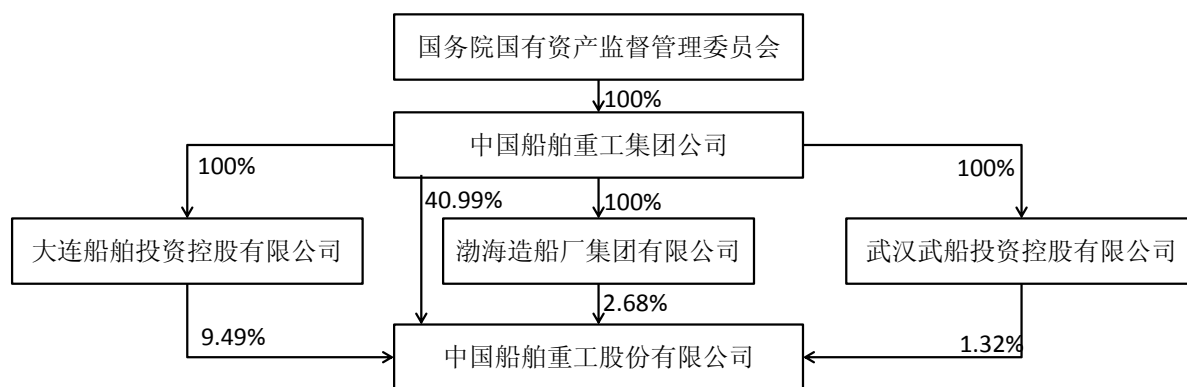 国务院国有资产监督管理委员会
100%
中国船舶重工集团公司
100%
40.99%
100%
100%
大连船舶投资控股有限公司
渤海造船厂集团有限公司
武汉武船投资控股有限公司
9.49%
2.68%
1.32%
中国船舶重工股份有限公司